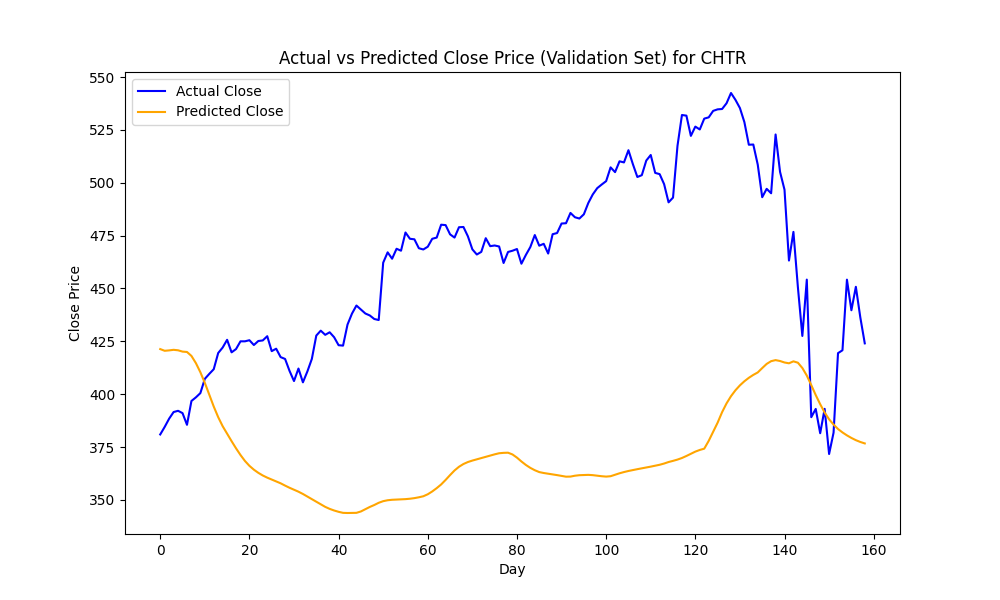 Actual vs Predicted Close Price (Validation Set) for CHTR
Actual Close
Predicted Close
550
525
500
475
450
425
400
375
350
Close Price
0 20 40 60 80 100 120 140 160
Day